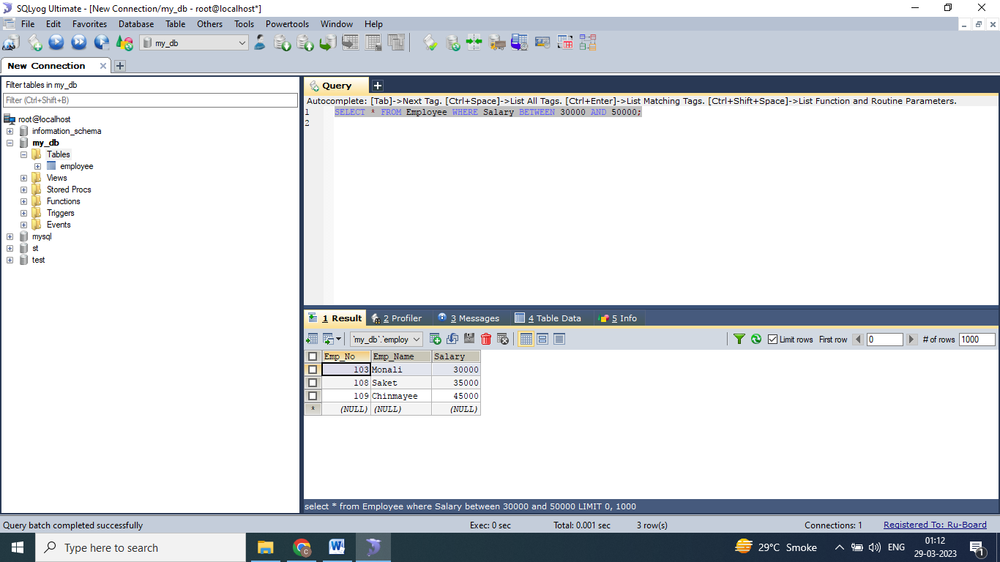 SQLyog Ultimate - [New Connection/my_db - root@localhost*]
File Edit Favorites Database Table Others Tools Powertools Window Help
my_db
New Connection
Filter tables in my_db
Filter (Ctrl+Shift+B)
root@localhost
information_schema
my_db
Tables
employee
Views
Stored Procs
Functions
Triggers
Events
mysql
st
test
Query
Autocomplete: [Tab]->Next Tag. [Ctrl+Space]->List All Tags. [Ctrl+Enter]->List Matching Tags. [Ctrl+Shift+Space]->List Function and Routine Parameters.
1 SELECT * FROM Employee WHERE Salary BETWEEN 30000 AND 50000;
2
1 Result 2 Profiler 3 Messages 4 Table Data 5 Info
`my_db`.`employ Limit rows First row 0 # of rows 1000
Emp_No Emp_Name Salary
103 Monali 30000
108 Saket 35000
109 Chinmayee 45000
* (NULL) (NULL) (NULL)
select * from Employee where Salary between 30000 and 50000 LIMIT 0, 1000
Query batch completed successfully Exec: 0 sec Total: 0.001 sec 3 row(s) Connections: 1 Registered To: Ru-Board
Type here to search 29°C Smoke ENG 01:12
29-03-2023 1